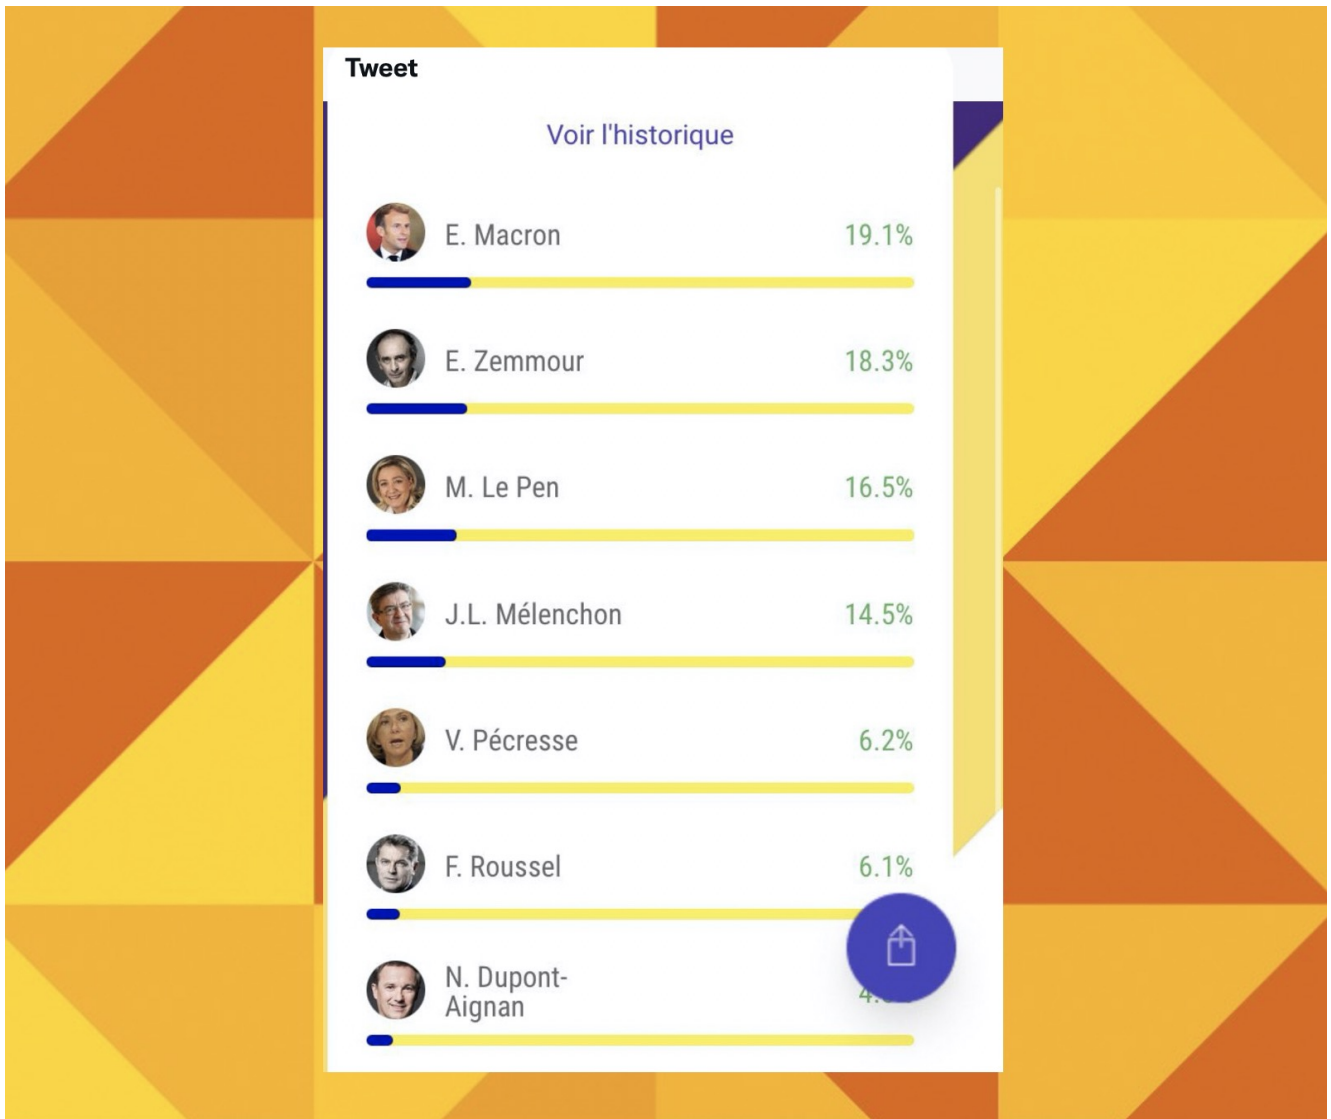 Tweet
Voir l'historique
E. Macron 19.1%
E. Zemmour 18.3%
M. Le Pen 16.5%
J.L. Mélenchon 14.5%
V. Pécresse 6.2%
F. Roussel 6.1%
N. Dupont-
Aignan